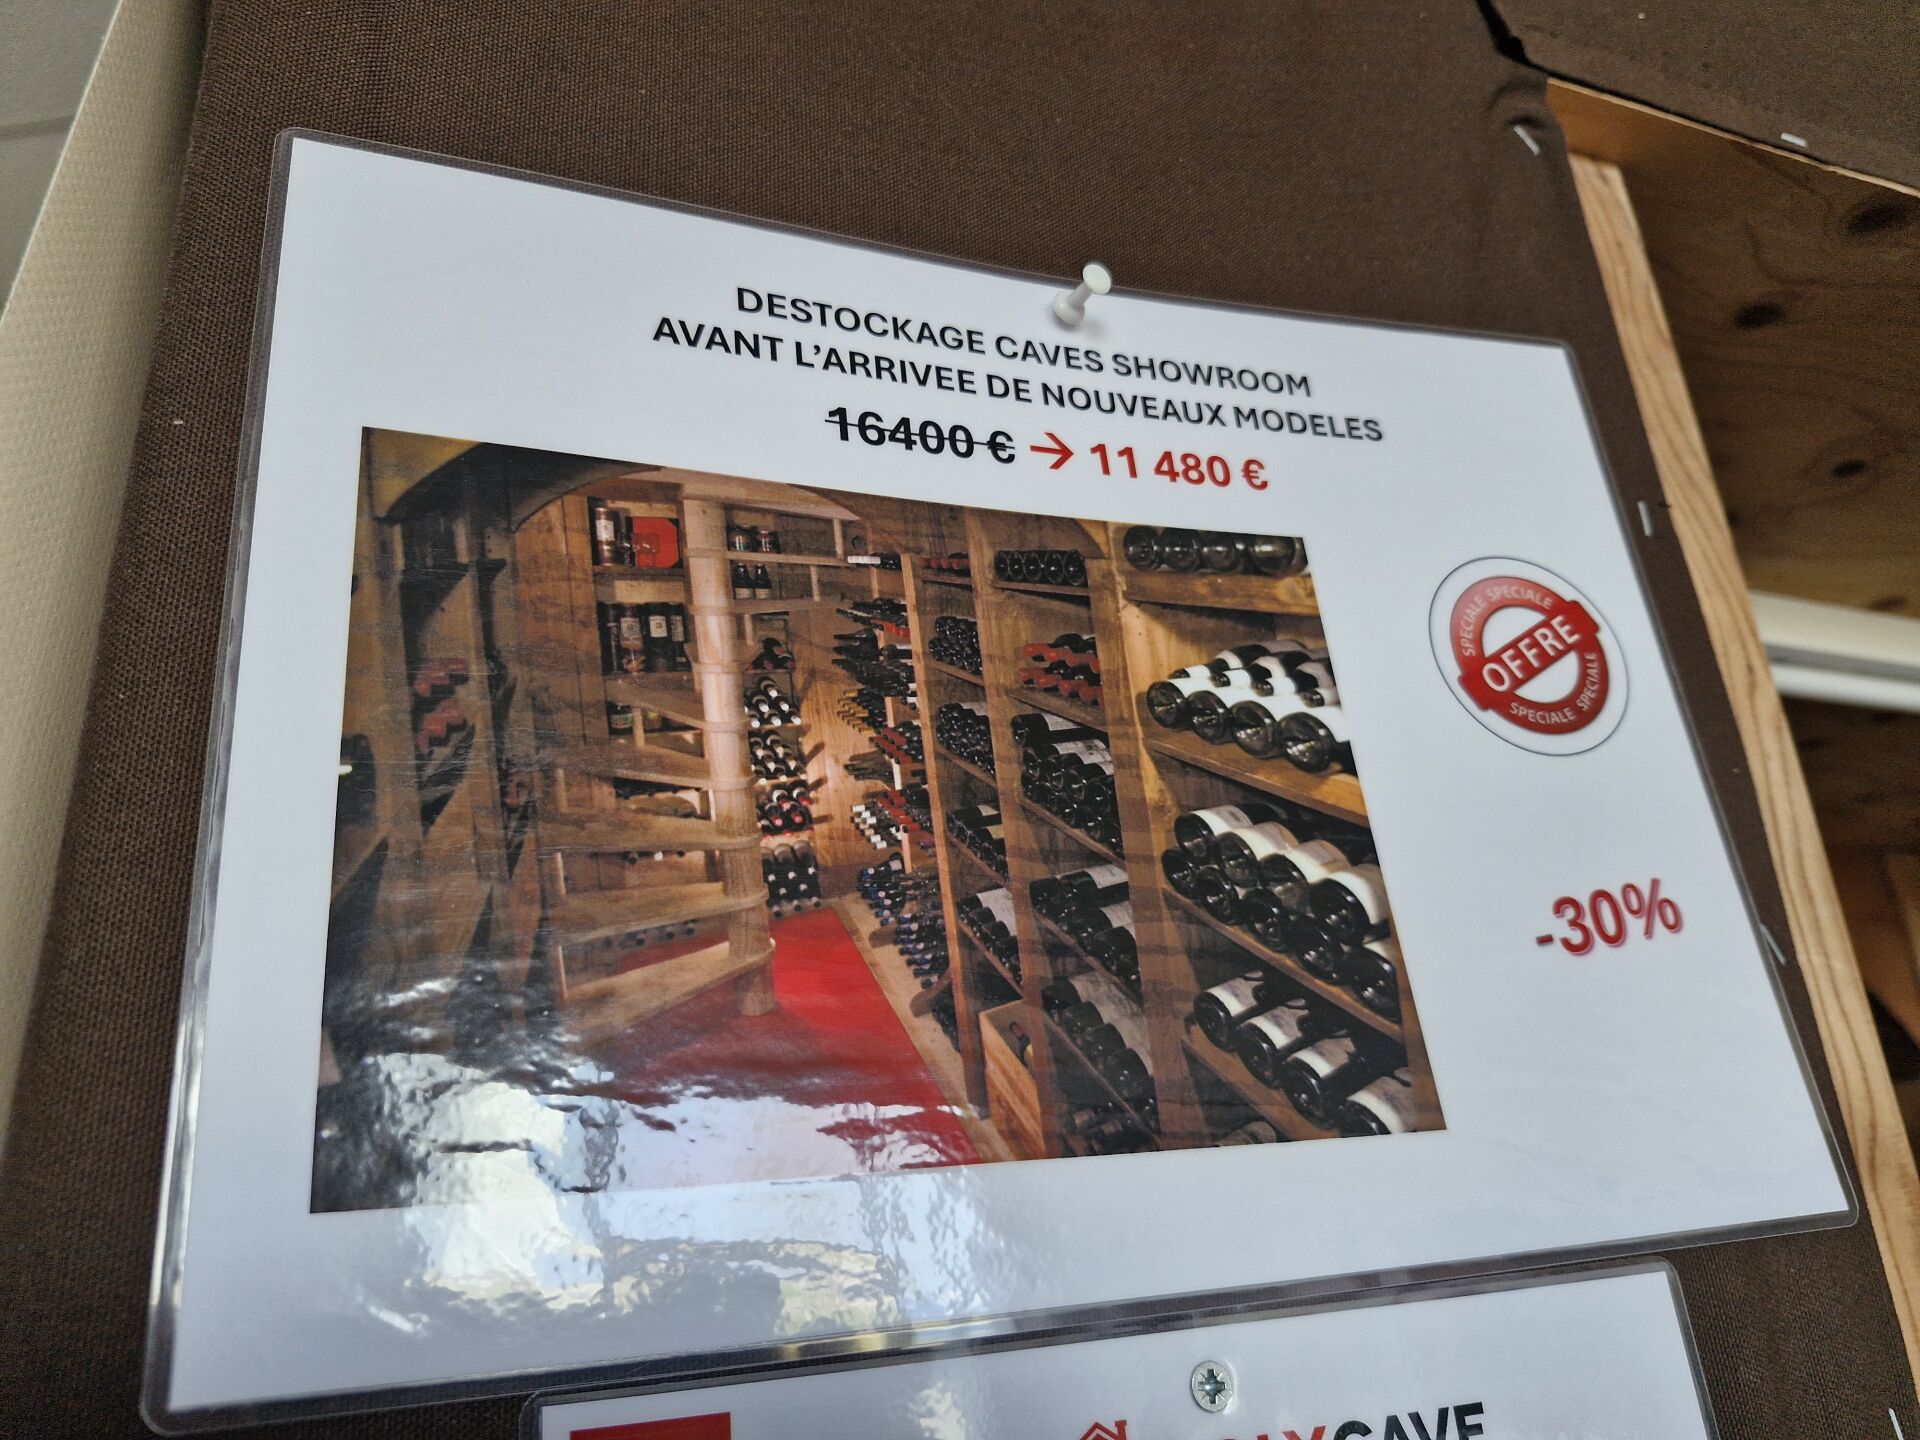 DESTOCKAGE CAVES SHOWROOM
AVANT L'ARRIVEE DE NOUVEAUX MODELES
16400 € → 11 480 €
SPECIALE SPECIALE
OFFRE
SPECIALE SPECIALE
-30%